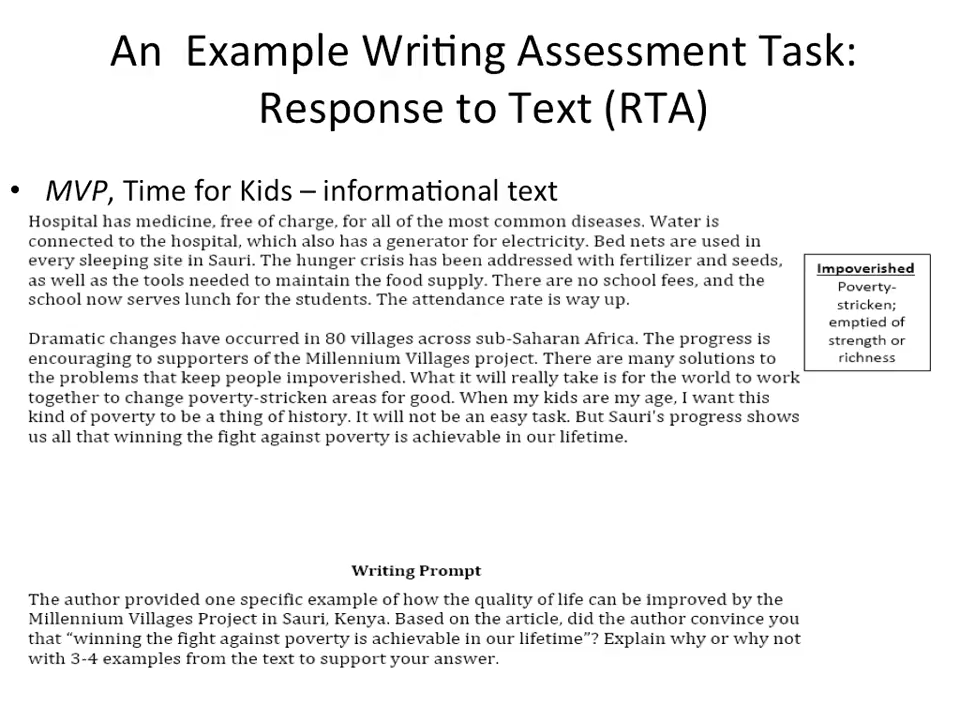 An Example Writing Assessment Task:
Response to Text (RTA)
• MVP, Time for Kids – informational text
Hospital has medicine, free of charge, for all of the most common diseases. Water is
connected to the hospital, which also has a generator for electricity. Bed nets are used in
every sleeping site in Sauri. The hunger crisis has been addressed with fertilizer and seeds,
as well as the tools needed to maintain the food supply. There are no school fees, and the
school now serves lunch for the students. The attendance rate is way up.
Dramatic changes have occurred in 80 villages across sub-Saharan Africa. The progress is
encouraging to supporters of the Millennium Villages project. There are many solutions to
the problems that keep people impoverished. What it will really take is for the world to work
together to change poverty-stricken areas for good. When my kids are my age, I want this
kind of poverty to be a thing of history. It will not be an easy task. But Sauri's progress shows
us all that winning the fight against poverty is achievable in our lifetime.
Impoverished
Poverty-
stricken;
emptied of
strength or
richness
Writing Prompt
The author provided one specific example of how the quality of life can be improved by the
Millennium Villages Project in Sauri, Kenya. Based on the article, did the author convince you
that “winning the fight against poverty is achievable in our lifetime”? Explain why or why not
with 3-4 examples from the text to support your answer.